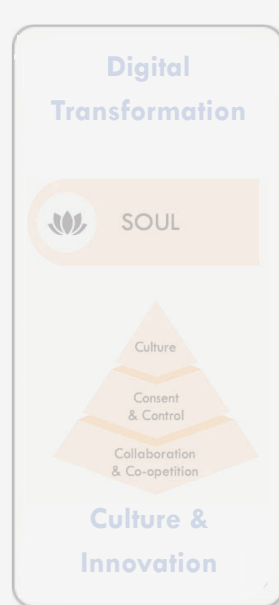 Digital
Transformation
SOUL
Culture
Consent
& Control
Collaboration
& Co-opetition
Culture &
Innovation